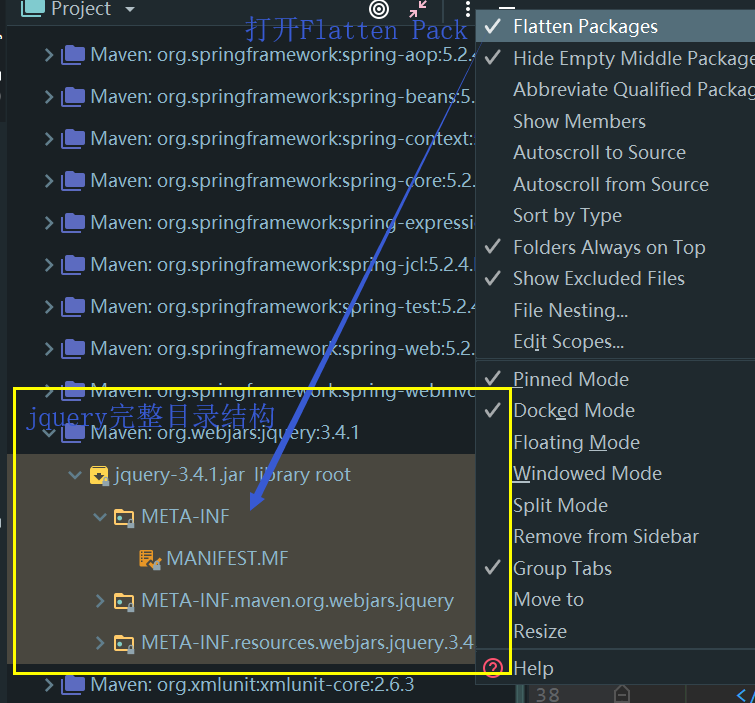 Project
打开Flatten Pack
Maven: org.springframework:spring-aop:5.2.4
Maven: org.springframework:spring-beans:5.
Maven: org.springframework:spring-context:
Maven: org.springframework:spring-core:5.2.
Maven: org.springframework:spring-expressi
Maven: org.springframework:spring-jcl:5.2.4.
Maven: org.springframework:spring-test:5.2.4
Maven: org.springframework:spring-web:5.2.
Maven: org.springframework:spring-webmvc
jquery完整目录结构
Maven: org.webjars:jquery:3.4.1
jquery-3.4.1.jar library root
META-INF
MANIFEST.MF
META-INF.maven.org.webjars.jquery
META-INF.resources.webjars.jquery.3.4
Maven: org.xmlunit:xmlunit-core:2.6.3
Flatten Packages
Hide Empty Middle Package
Abbreviate Qualified Packag
Show Members
Autoscroll to Source
Autoscroll from Source
Sort by Type
Folders Always on Top
Show Excluded Files
File Nesting...
Edit Scopes...
Pinned Mode
Docked Mode
Floating Mode
Windowed Mode
Split Mode
Remove from Sidebar
Group Tabs
Move to
Resize
Help
38